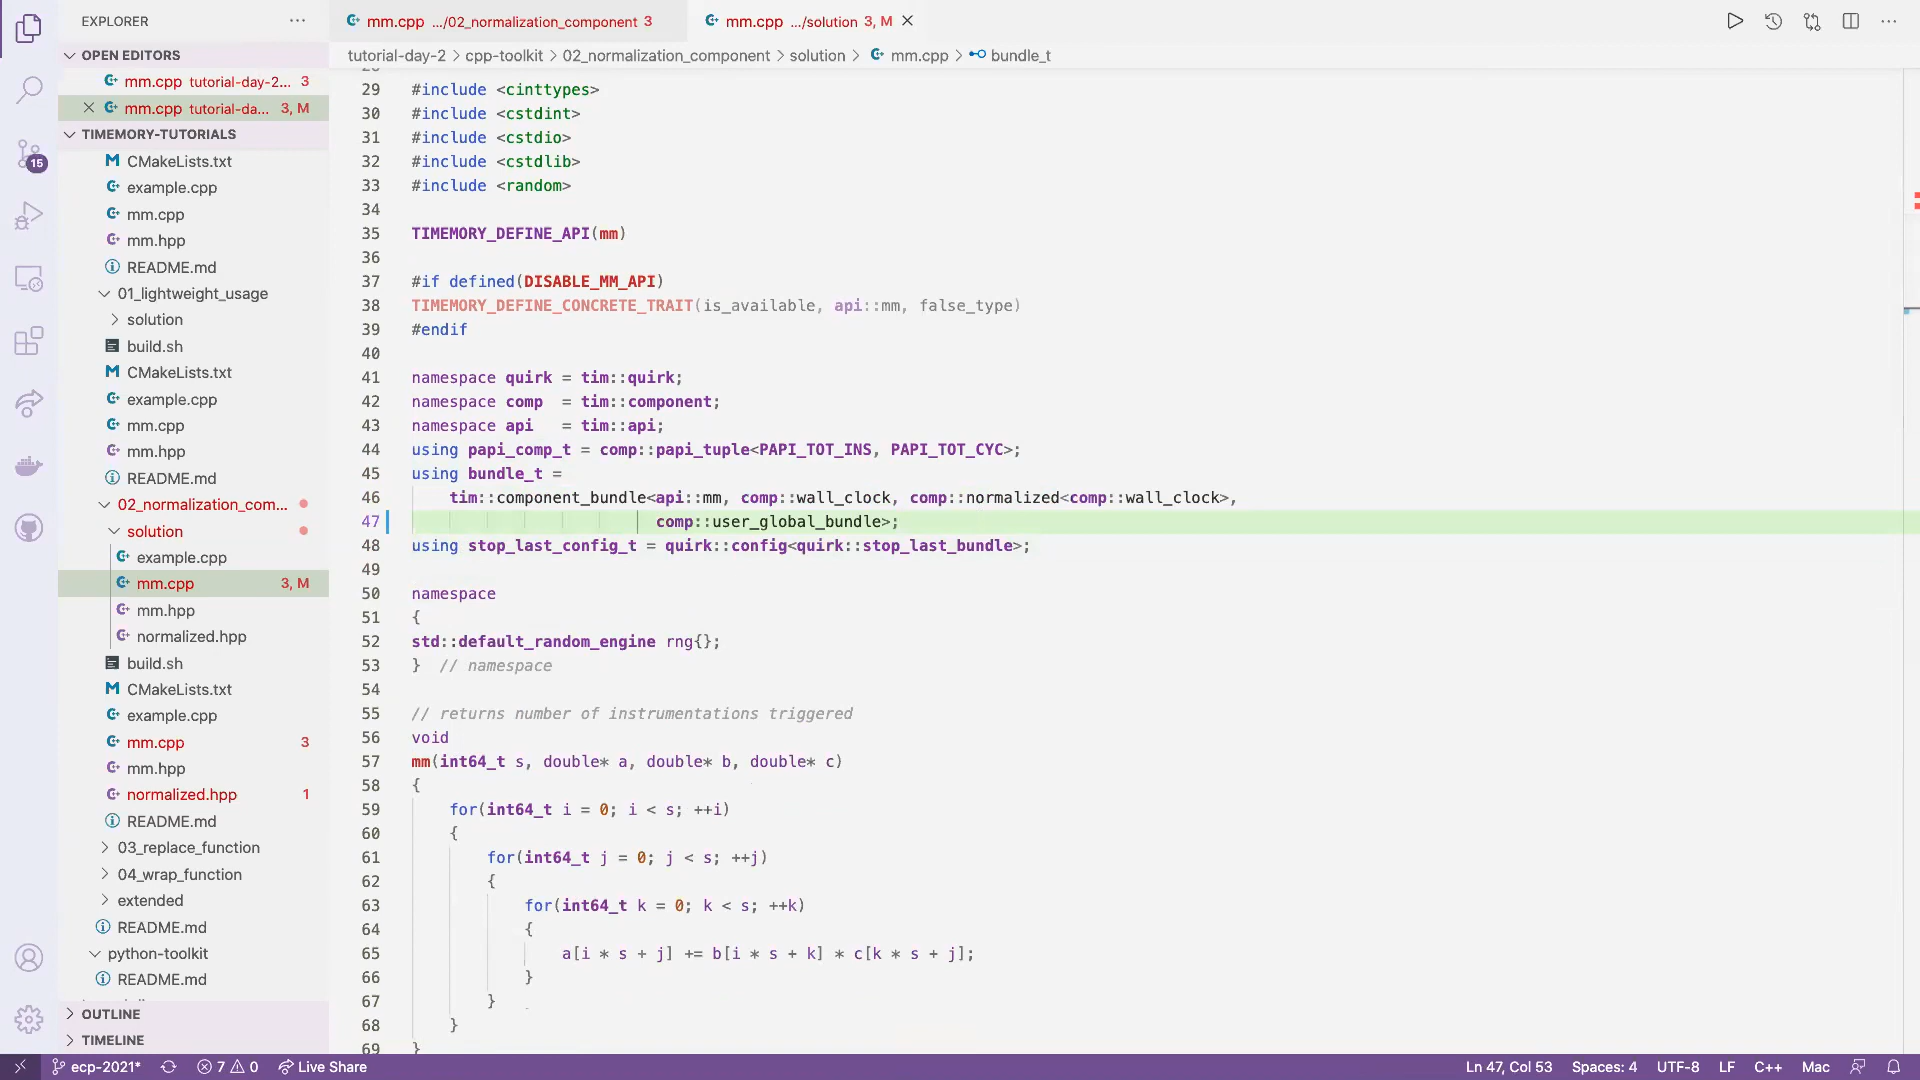 EXPLORER
OPEN EDITORS
mm.cpp tutorial-day-2... 3
mm.cpp tutorial-da... 3, M
TIMEMORY-TUTORIALS
CMakeLists.txt
example.cpp
mm.cpp
mm.hpp
README.md
01_lightweight_usage
solution
build.sh
CMakeLists.txt
example.cpp
mm.cpp
mm.hpp
README.md
02_normalization_com...
solution
example.cpp
mm.cpp 3, M
mm.hpp
normalized.hpp
build.sh
CMakeLists.txt
example.cpp
mm.cpp 3
mm.hpp
normalized.hpp 1
README.md
03_replace_function
04_wrap_function
extended
README.md
python-toolkit
README.md
OUTLINE
TIMELINE
15
mm.cpp .../02_normalization_component 3
mm.cpp .../solution 3, M
tutorial-day-2 > cpp-toolkit > 02_normalization_component > solution > mm.cpp > bundle_t
29 #include <cinttypes>
30 #include <cstdint>
31 #include <cstdio>
32 #include <cstdlib>
33 #include <random>
34
35 TIMEMORY_DEFINE_API(mm)
36
37 #if defined(DISABLE_MM_API)
38 TIMEMORY_DEFINE_CONCRETE_TRAIT(is_available, api::mm, false_type)
39 #endif
40
41 namespace quirk = tim::quirk;
42 namespace comp  = tim::component;
43 namespace api   = tim::api;
44 using papi_comp_t = comp::papi_tuple<PAPI_TOT_INS, PAPI_TOT_CYC>;
45 using bundle_t =
46     tim::component_bundle<api::mm, comp::wall_clock, comp::normalized<comp::wall_clock>,
47                           comp::user_global_bundle>;
48 using stop_last_config_t = quirk::config<quirk::stop_last_bundle>;
49
50 namespace
51 {
52 std::default_random_engine rng{};
53 }  // namespace
54
55 // returns number of instrumentations triggered
56 void
57 mm(int64_t s, double* a, double* b, double* c)
58 {
59     for(int64_t i = 0; i < s; ++i)
60     {
61         for(int64_t j = 0; j < s; ++j)
62         {
63             for(int64_t k = 0; k < s; ++k)
64             {
65                 a[i * s + j] += b[i * s + k] * c[k * s + j];
66             }
67         }
68     }
69 }
ecp-2021* 7 0 Live Share Ln 47, Col 53 Spaces: 4 UTF-8 LF C++ Mac